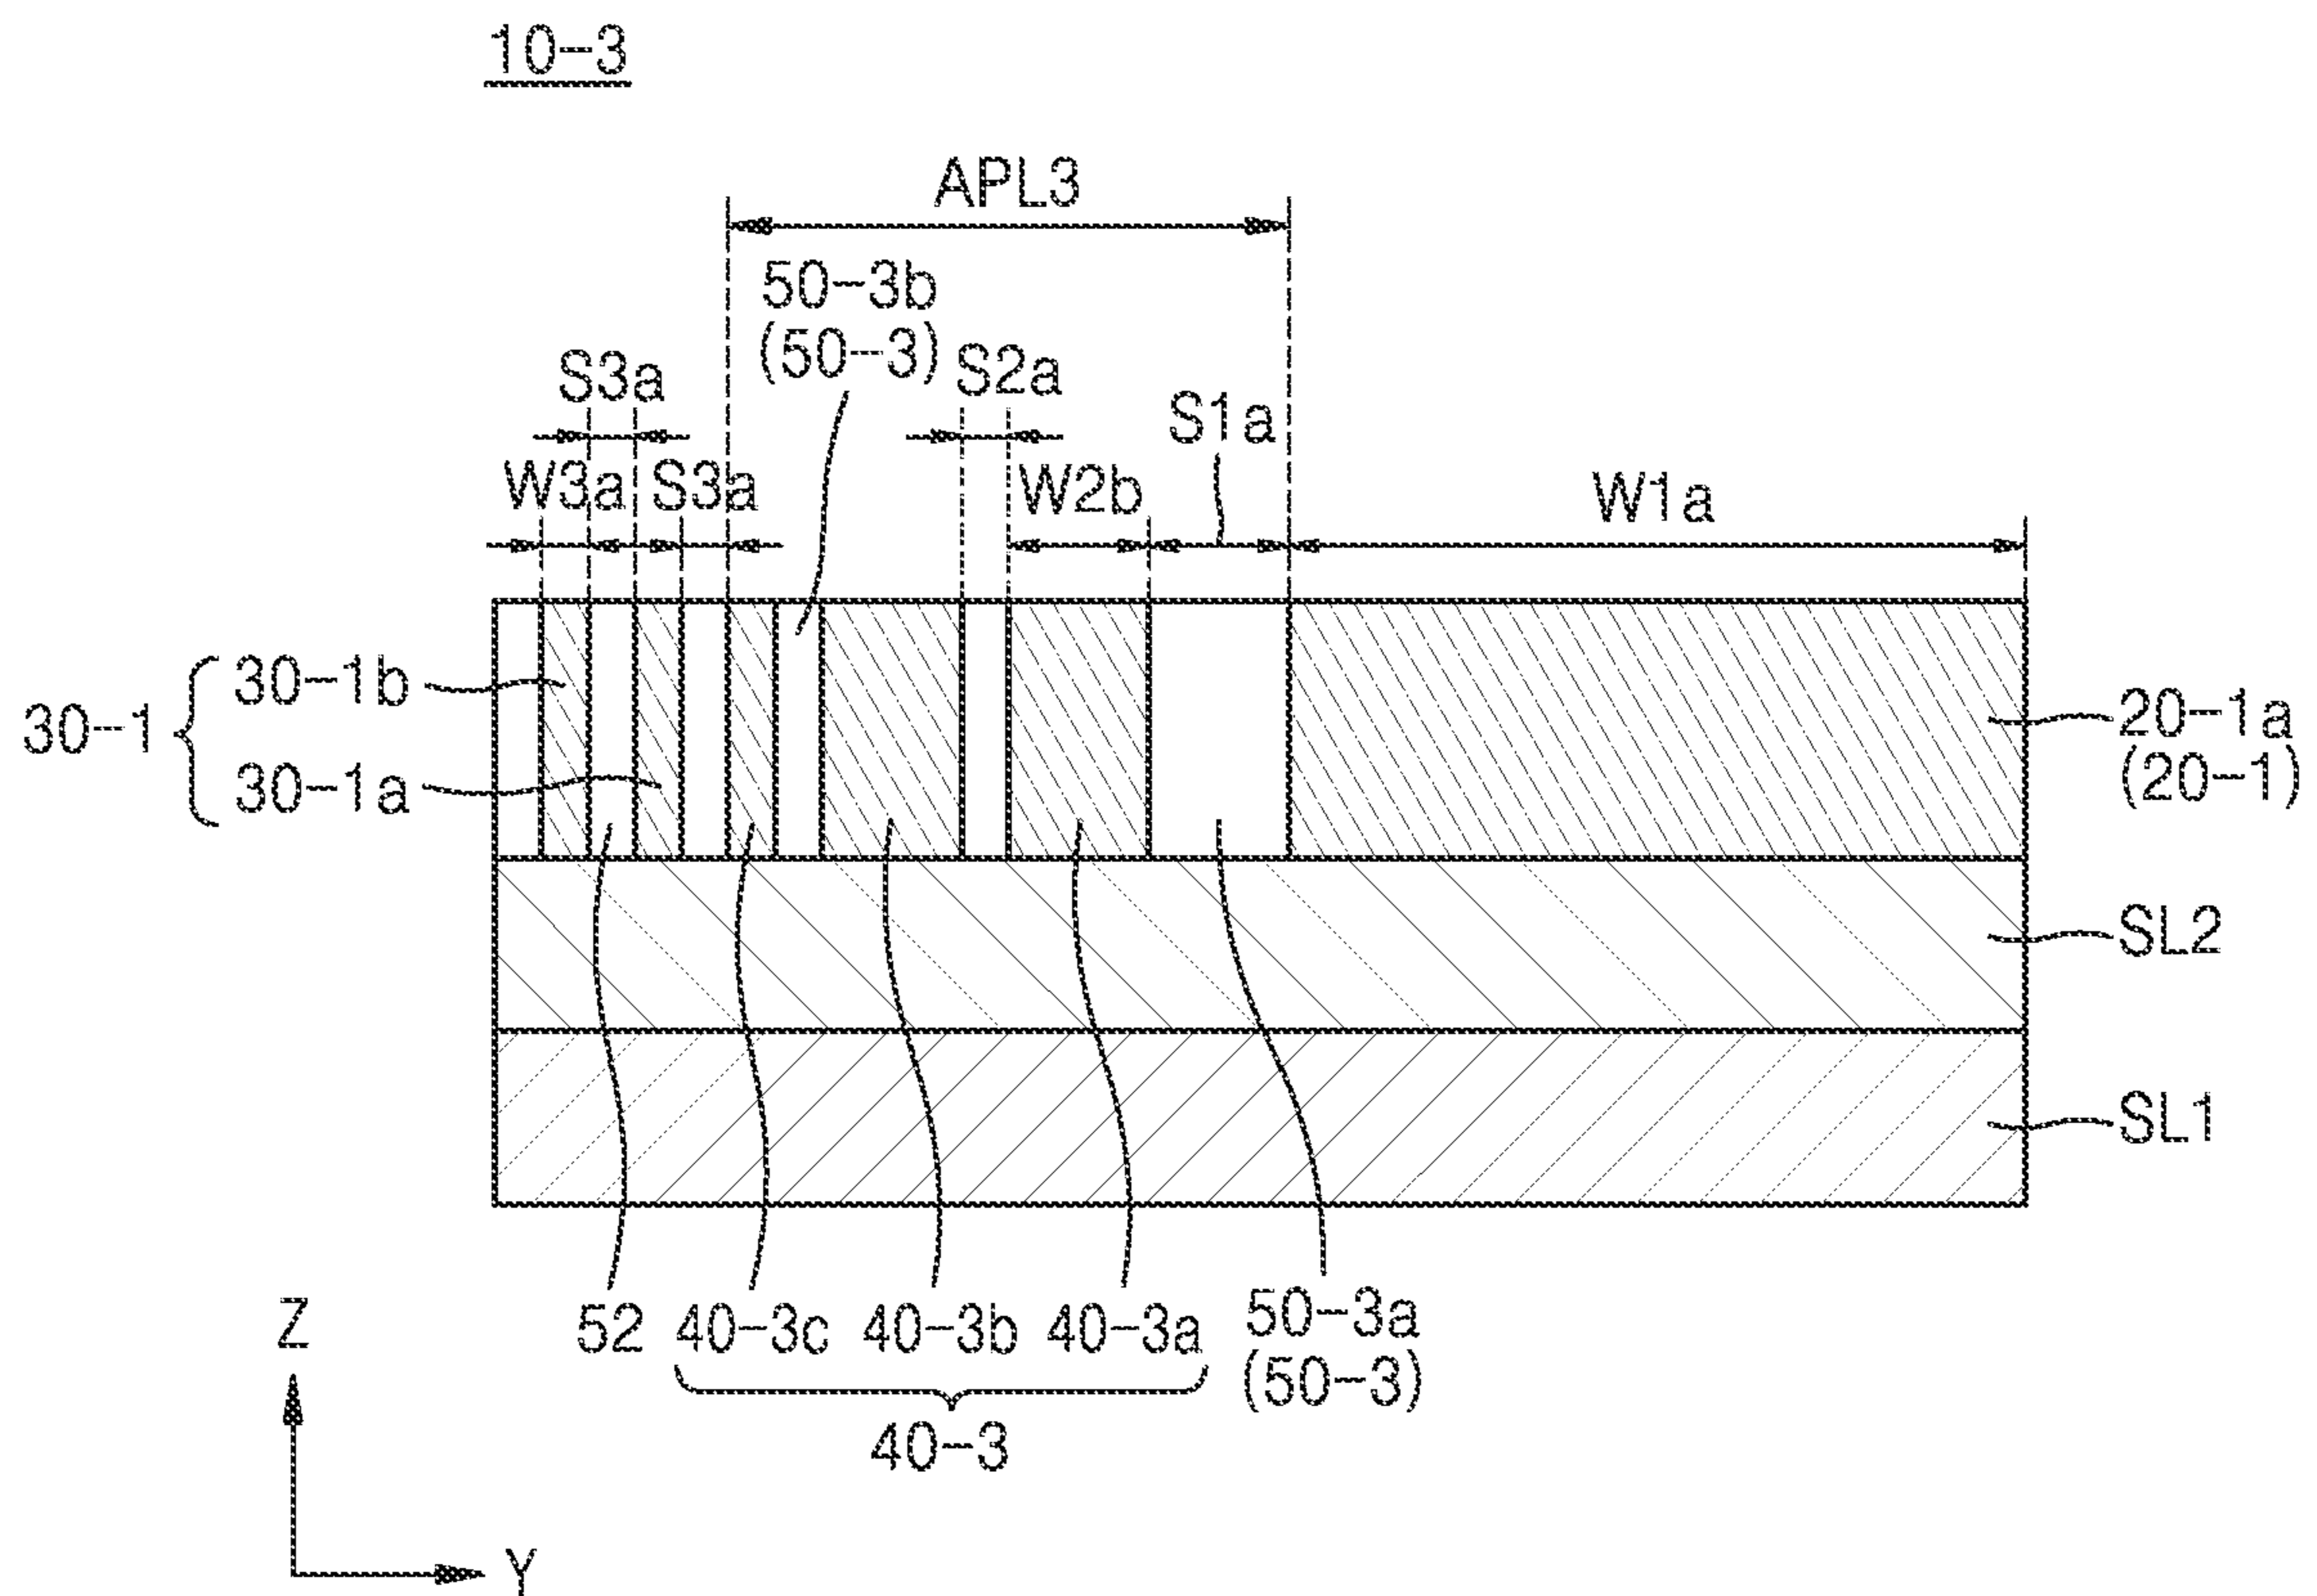 10-3
APL3
50-3b
(50-3)
S3a
S2a
S1a
W3a
S3a
W2b
W1a
30-1
30-1b
30-1a
20-1a
(20-1)
SL2
SL1
52
40-3c
40-3b
40-3a
50-3a
(50-3)
40-3
Z
Y